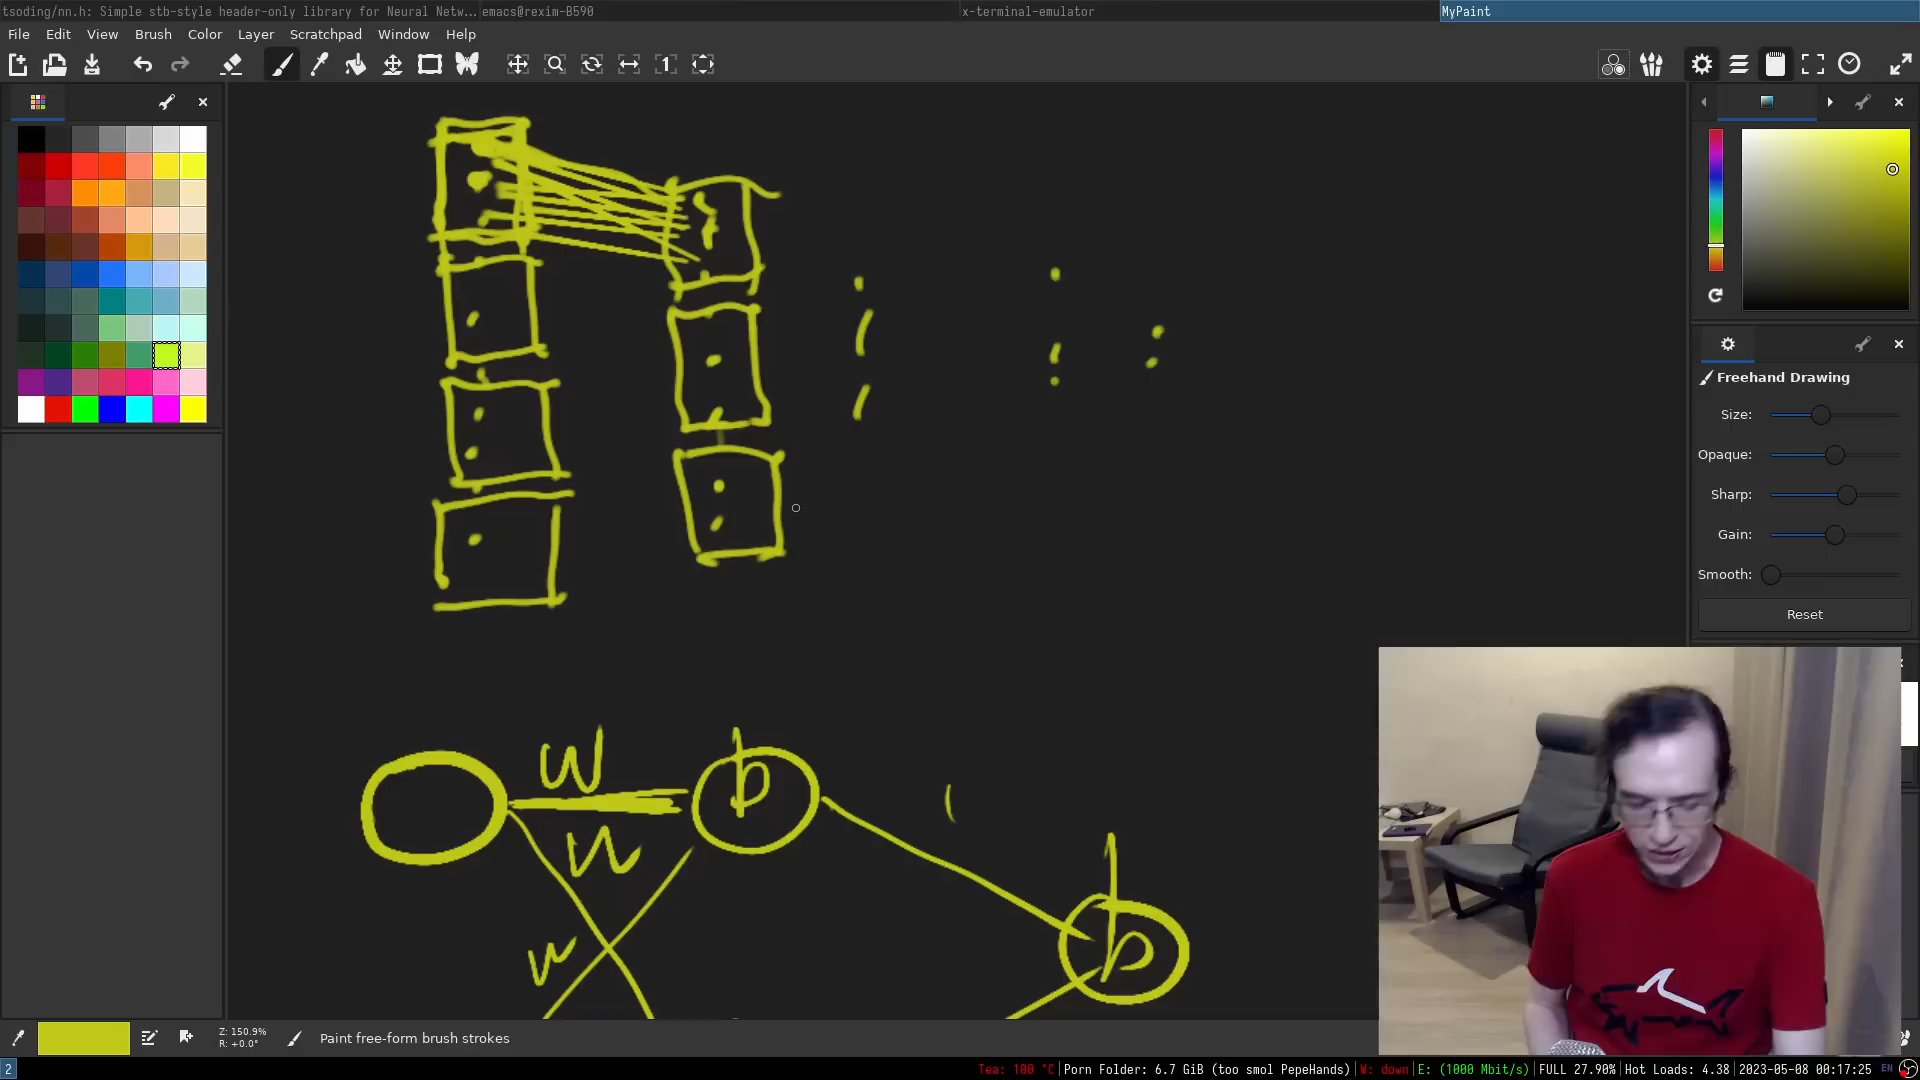 tsoding/nn.h: Simple stb-style header-only library for Neural Netw...
emacs@rexim-B590
x-terminal-emulator
MyPaint
File Edit View Brush Color Layer Scratchpad Window Help
1
Freehand Drawing
Size:
Opaque:
Sharp:
Gain:
Smooth:
Reset
W
b
W
b
w
Z: 150.9%
R: +0.0°
Paint free-form brush strokes
2
Tea: 100 °C|Porn Folder: 6.7 GiB (too smol PepeHands)|W: down|E: (1000 Mbit/s)|FULL 27.90%|Hot Loads: 4.38|2023-05-08 00:17:25
EN